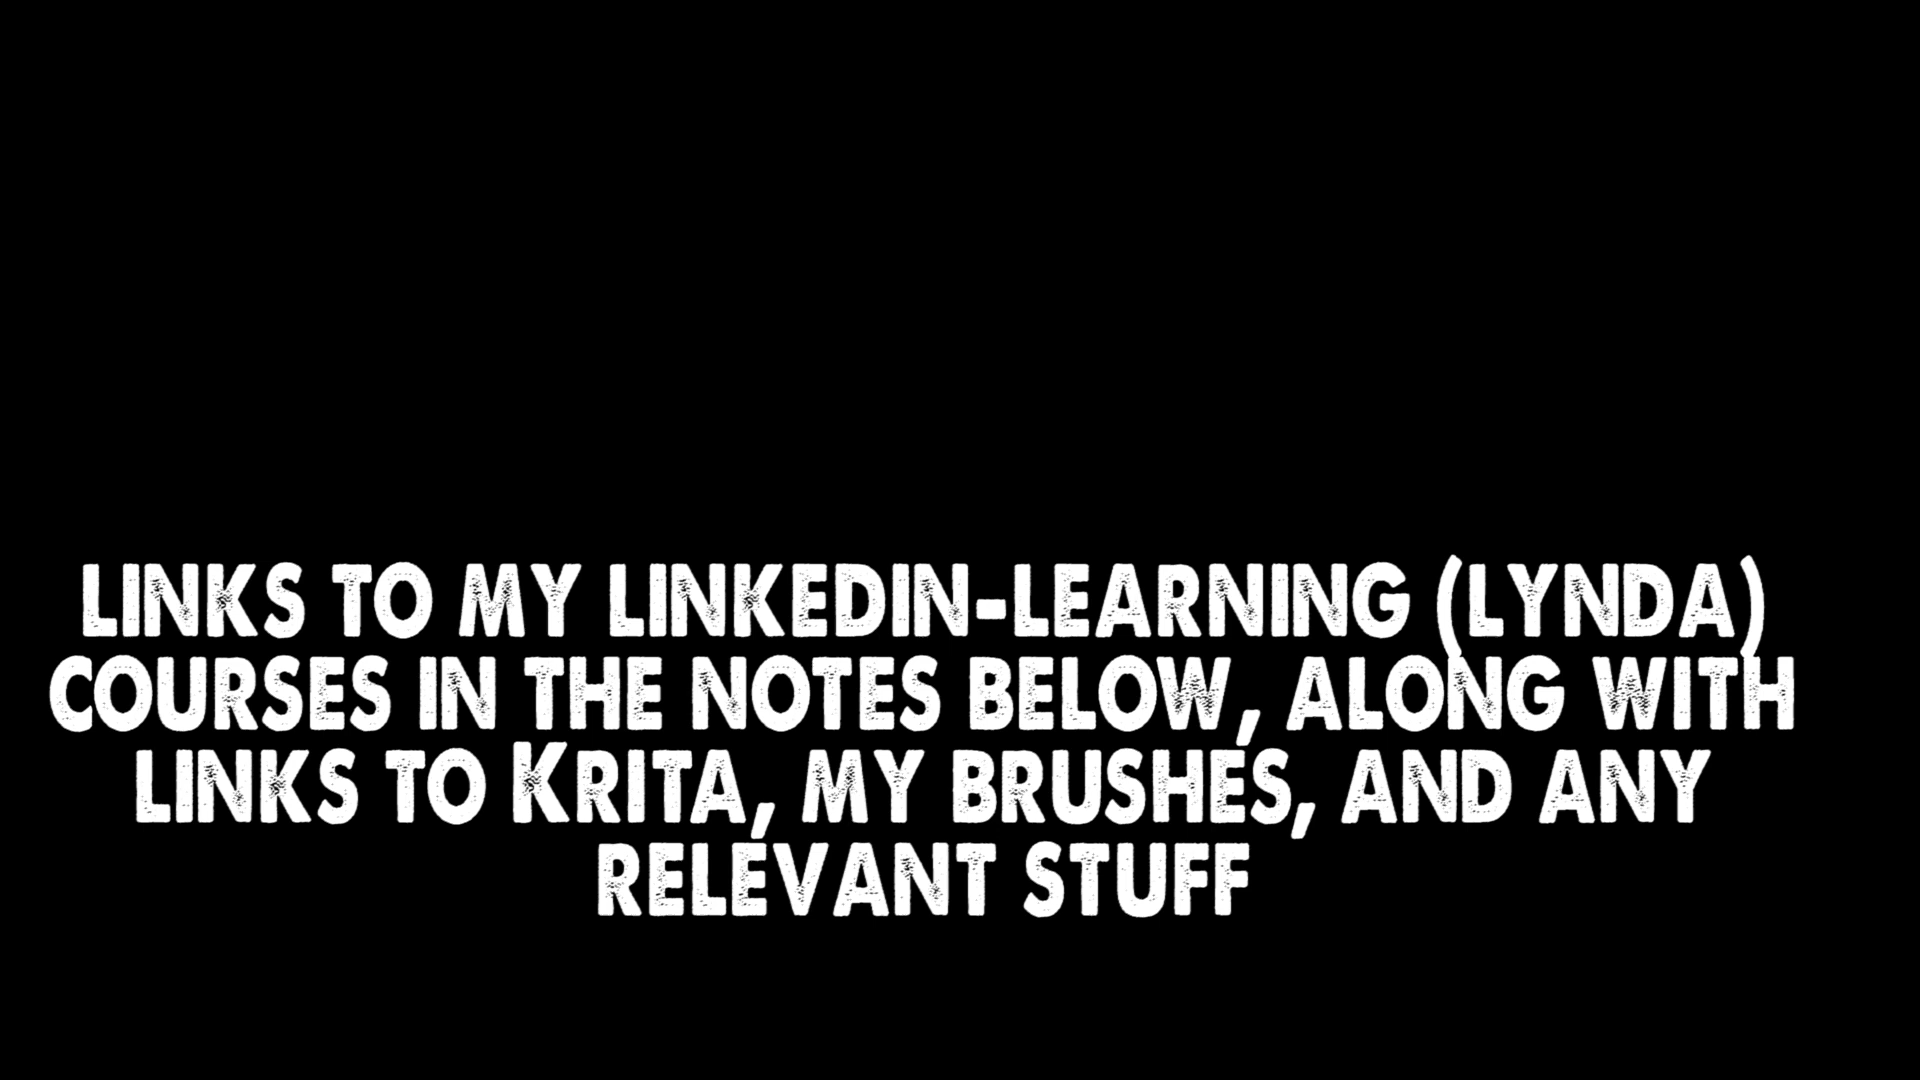 LINKS TO MY LINKEDIN-LEARNING (LYNDA)
COURSES IN THE NOTES BELOW, ALONG WITH
LINKS TO KRITA, MY BRUSHES, AND ANY
RELEVANT STUFF